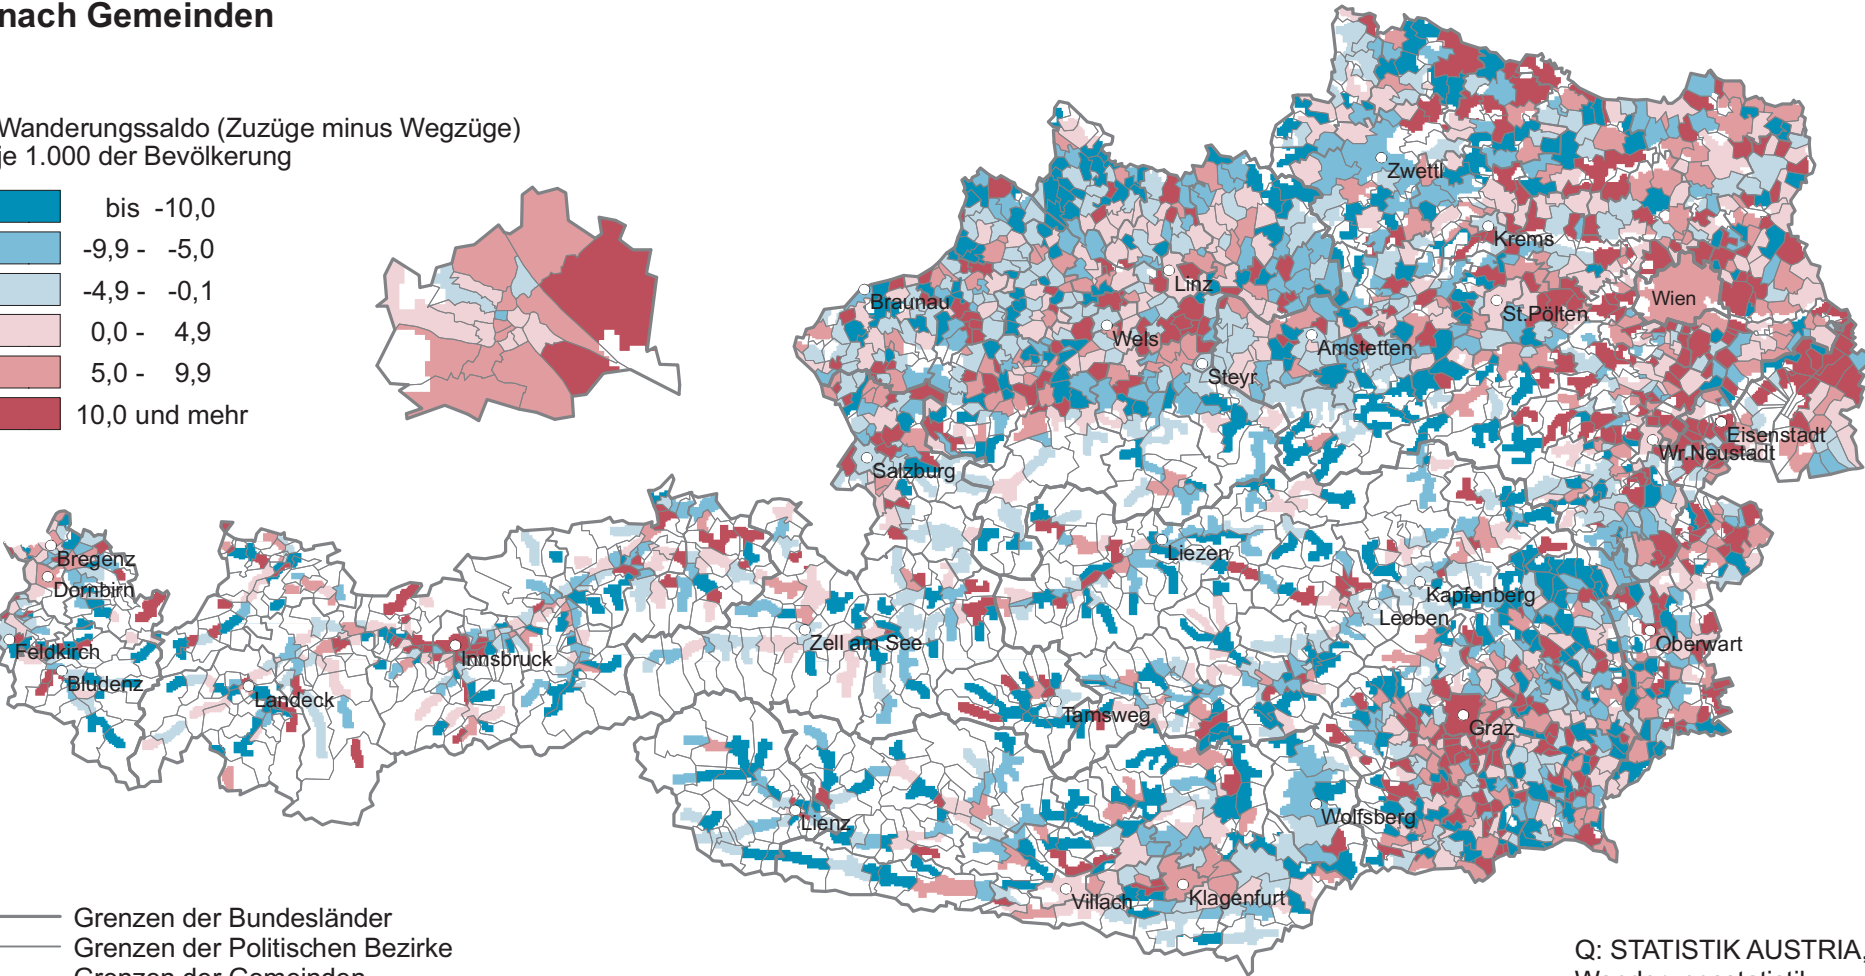 nach Gemeinden
Wanderungssaldo (Zuzüge minus Wegzüge)
je 1.000 der Bevölkerung
bis -10,0
-9,9 - -5,0
-4,9 - -0,1
0,0 - 4,9
5,0 - 9,9
10,0 und mehr
Zwettl
Krems
Linz
Braunau
Wien
St.Pölten
Wels
Amstetten
Steyr
Eisenstadt
Wr.Neustadt
Salzburg
Liezen
Bregenz
Dornbirn
Kapfenberg
Leoben
Zell am See
Oberwart
Feldkirch
Innsbruck
Bludenz
Landeck
Tamsweg
Graz
Lienz
Wolfsberg
Villach
Klagenfurt
Grenzen der Bundesländer
Grenzen der Politischen Bezirke
Grenzen der Gemeinden
Q: STATISTIK AUSTRIA,
Wanderungsstatistik